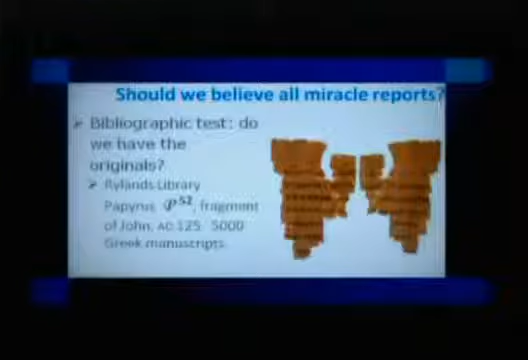 Should we believe all miracle reports?
➢ Bibliographic test: do
we have the
originals?
➢ Rylands Library
Papyrus 𝒫⁵², fragment
of John, AD 125. 5000
Greek manuscripts.